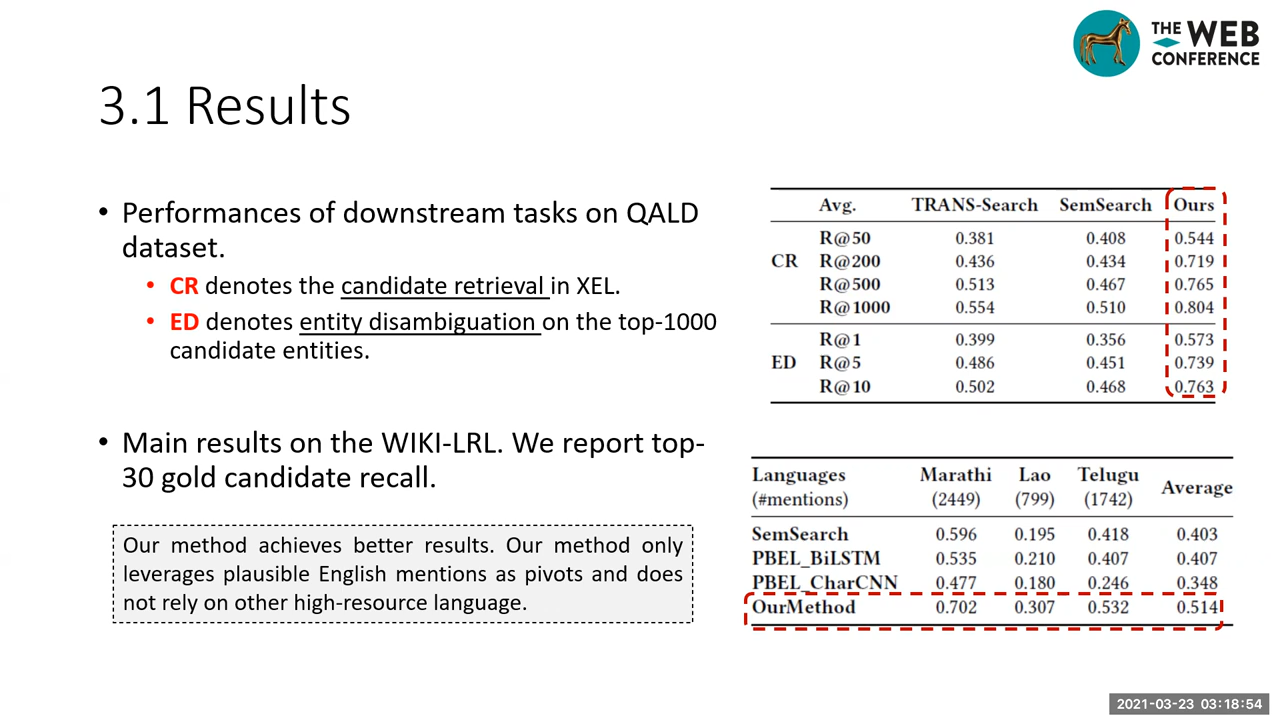 THE WEB
CONFERENCE
3.1 Results
• Performances of downstream tasks on QALD
dataset.
• CR denotes the candidate retrieval in XEL.
• ED denotes entity disambiguation on the top-1000
candidate entities.
• Main results on the WIKI-LRL. We report top-
30 gold candidate recall.
Our method achieves better results. Our method only
leverages plausible English mentions as pivots and does
not rely on other high-resource language.
Avg. TRANS-Search SemSearch Ours
R@50 0.381 0.408 0.544
CR R@200 0.436 0.434 0.719
R@500 0.513 0.467 0.765
R@1000 0.554 0.510 0.804
R@1 0.399 0.356 0.573
ED R@5 0.486 0.451 0.739
R@10 0.502 0.468 0.763
Languages Marathi Lao Telugu Average
(#mentions) (2449) (799) (1742)
SemSearch 0.596 0.195 0.418 0.403
PBEL_BiLSTM 0.535 0.210 0.407 0.407
PBEL_CharCNN 0.477 0.180 0.246 0.348
OurMethod 0.702 0.307 0.532 0.514
2021-03-23 03:18:54